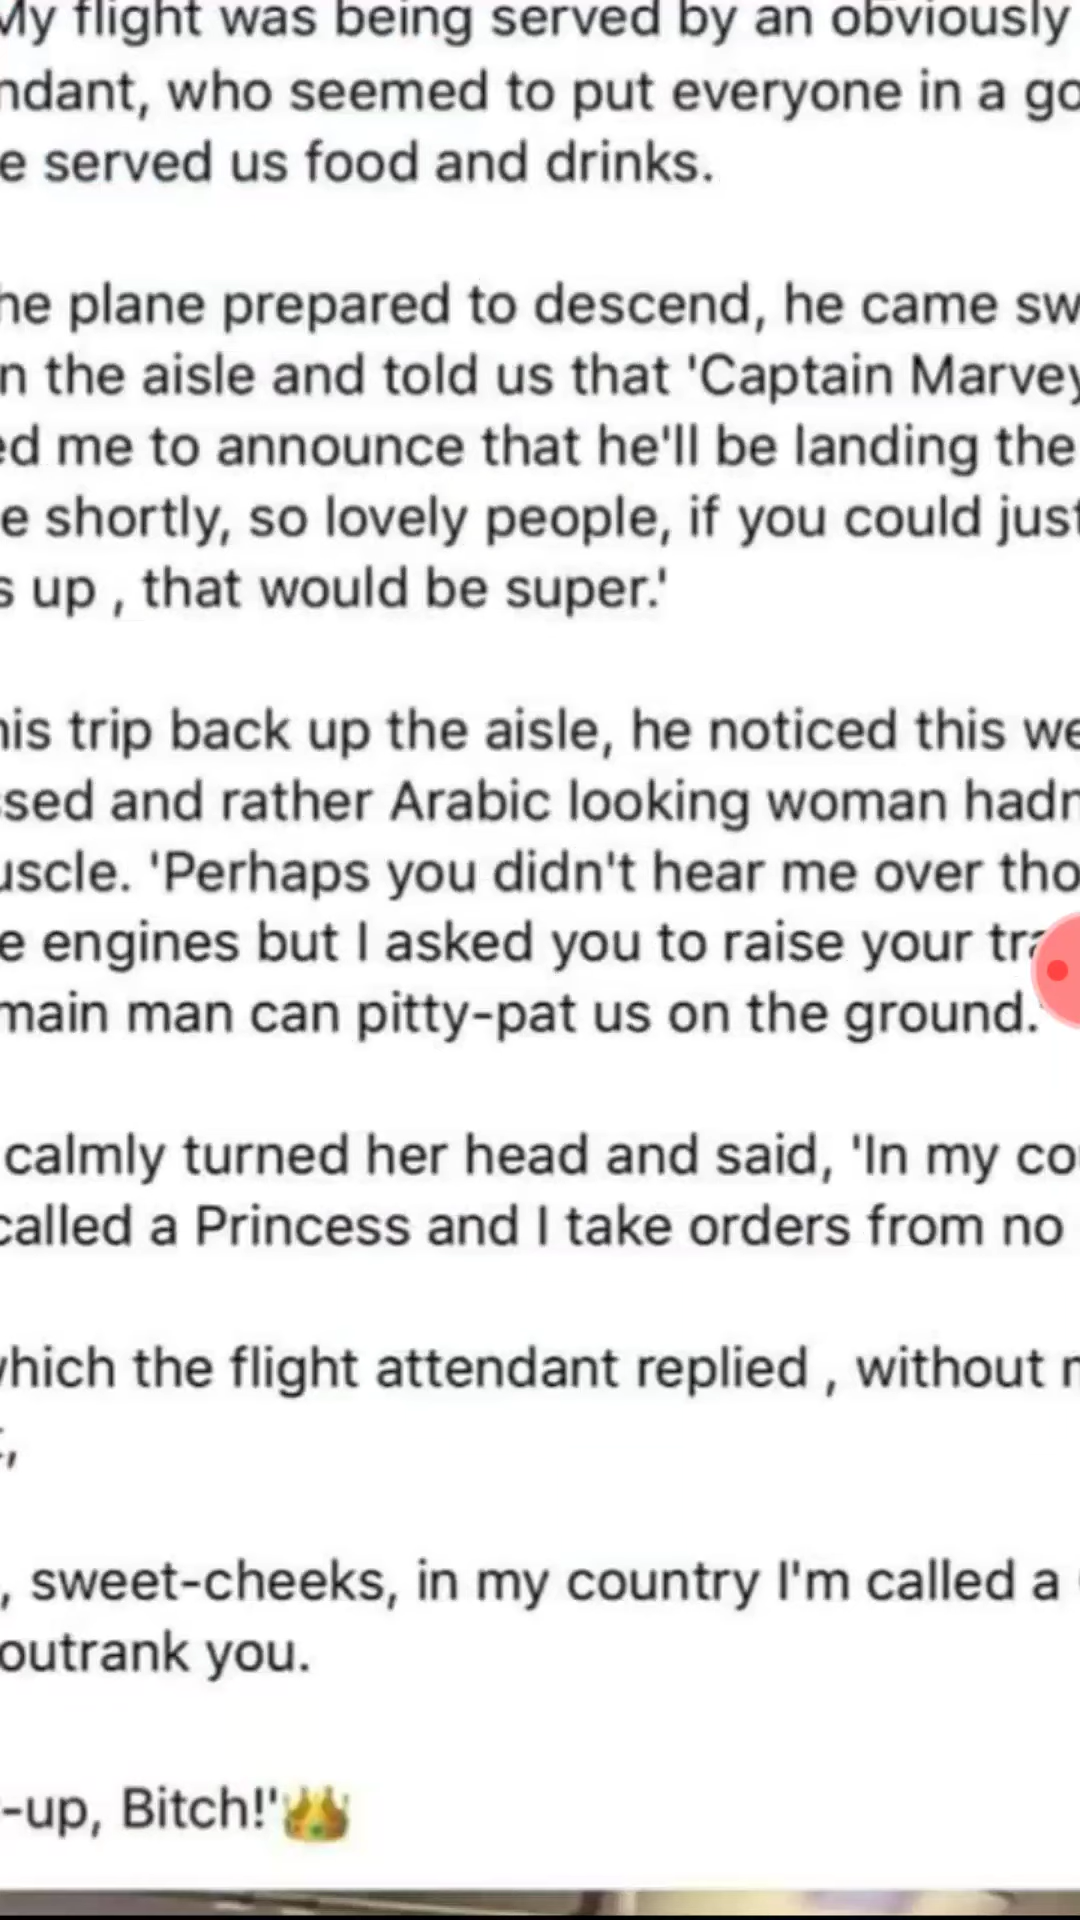 My flight was being served by an obviously
ndant, who seemed to put everyone in a go
e served us food and drinks.
he plane prepared to descend, he came sw
n the aisle and told us that 'Captain Marvey
ed me to announce that he'll be landing the
e shortly, so lovely people, if you could just
s up , that would be super.'
his trip back up the aisle, he noticed this we
ssed and rather Arabic looking woman hadn
uscle. 'Perhaps you didn't hear me over tho
e engines but I asked you to raise your tra
main man can pitty-pat us on the ground.'
calmly turned her head and said, 'In my co
called a Princess and I take orders from no
which the flight attendant replied , without m
t,
, sweet-cheeks, in my country I'm called a
outrank you.
-up, Bitch!'👑